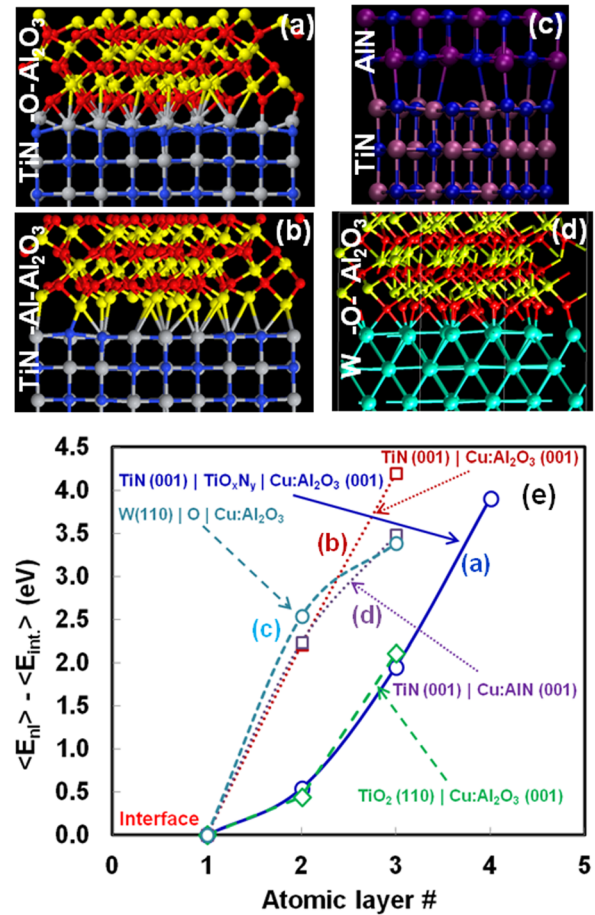 (a)
TiN -O-Al2O3
(c)
AlN
TiN
(b)
TiN -Al-Al2O3
(d)
W -O- Al2O3
4.5
4.0
3.5
3.0
2.5
2.0
1.5
1.0
0.5
0.0
<Enl> - <Eint.> (eV)
TiN (001) | Cu:Al2O3 (001)
TiN (001) | TiOxNy | Cu:Al2O3 (001)
(e)
W(110) | O | Cu:Al2O3
(b)
(a)
(c)
(d)
TiN (001) | Cu:AlN (001)
TiO2 (110) | Cu:Al2O3 (001)
Interface
0 1 2 3 4 5
Atomic layer #